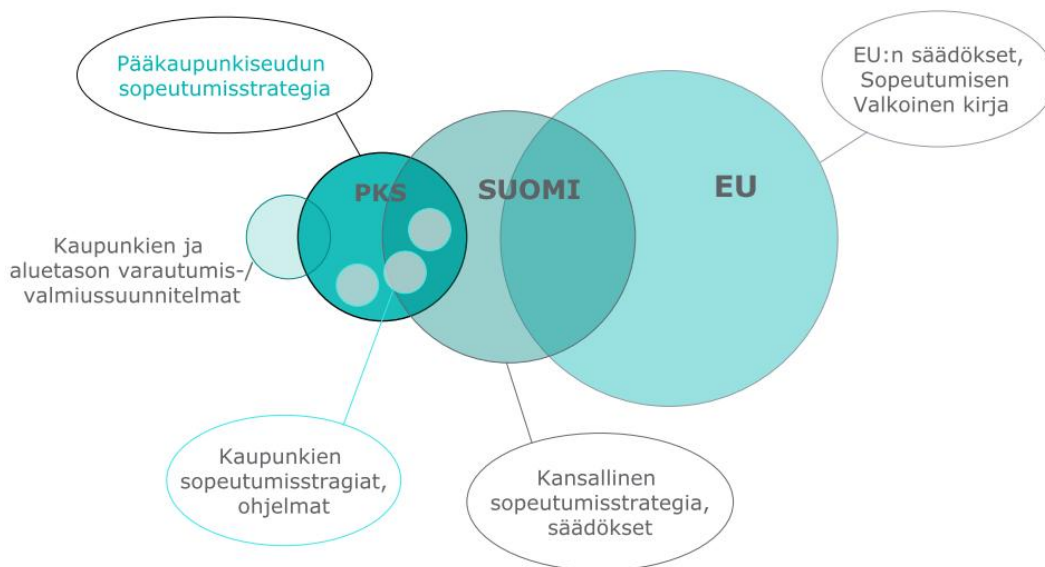 Pääkaupunkiseudun
sopeutumisstrategia
EU:n säädökset,
Sopeutumisen
Valkoinen kirja
PKS
SUOMI
EU
Kaupunkien ja
aluetason varautumis-/
valmiussuunnitelmat
Kaupunkien
sopeutumisstragiat,
ohjelmat
Kansallinen
sopeutumisstrategia,
säädökset